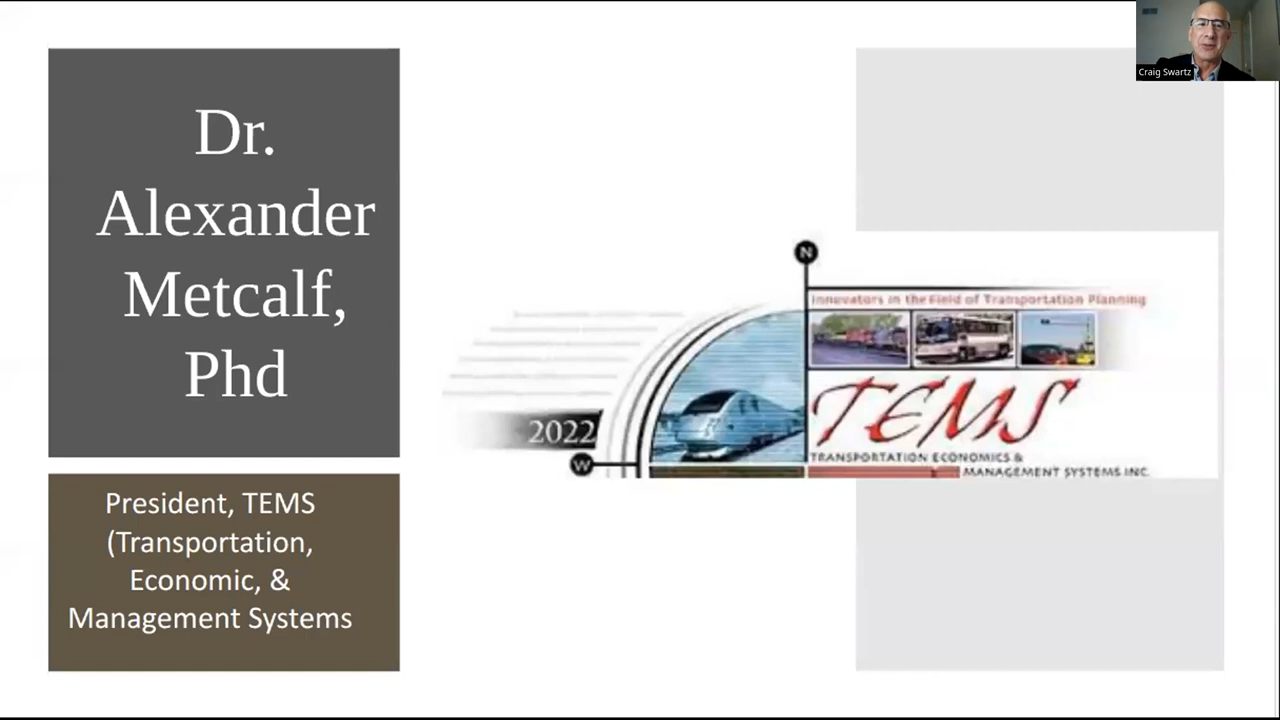 Dr.
Alexander
Metcalf,
Phd
President, TEMS
(Transportation,
Economic, &
Management Systems
N
Innovators in the Field of Transportation Planning
2022
TEMS
TRANSPORTATION ECONOMICS &
W
MANAGEMENT SYSTEMS INC.
Craig Swartz